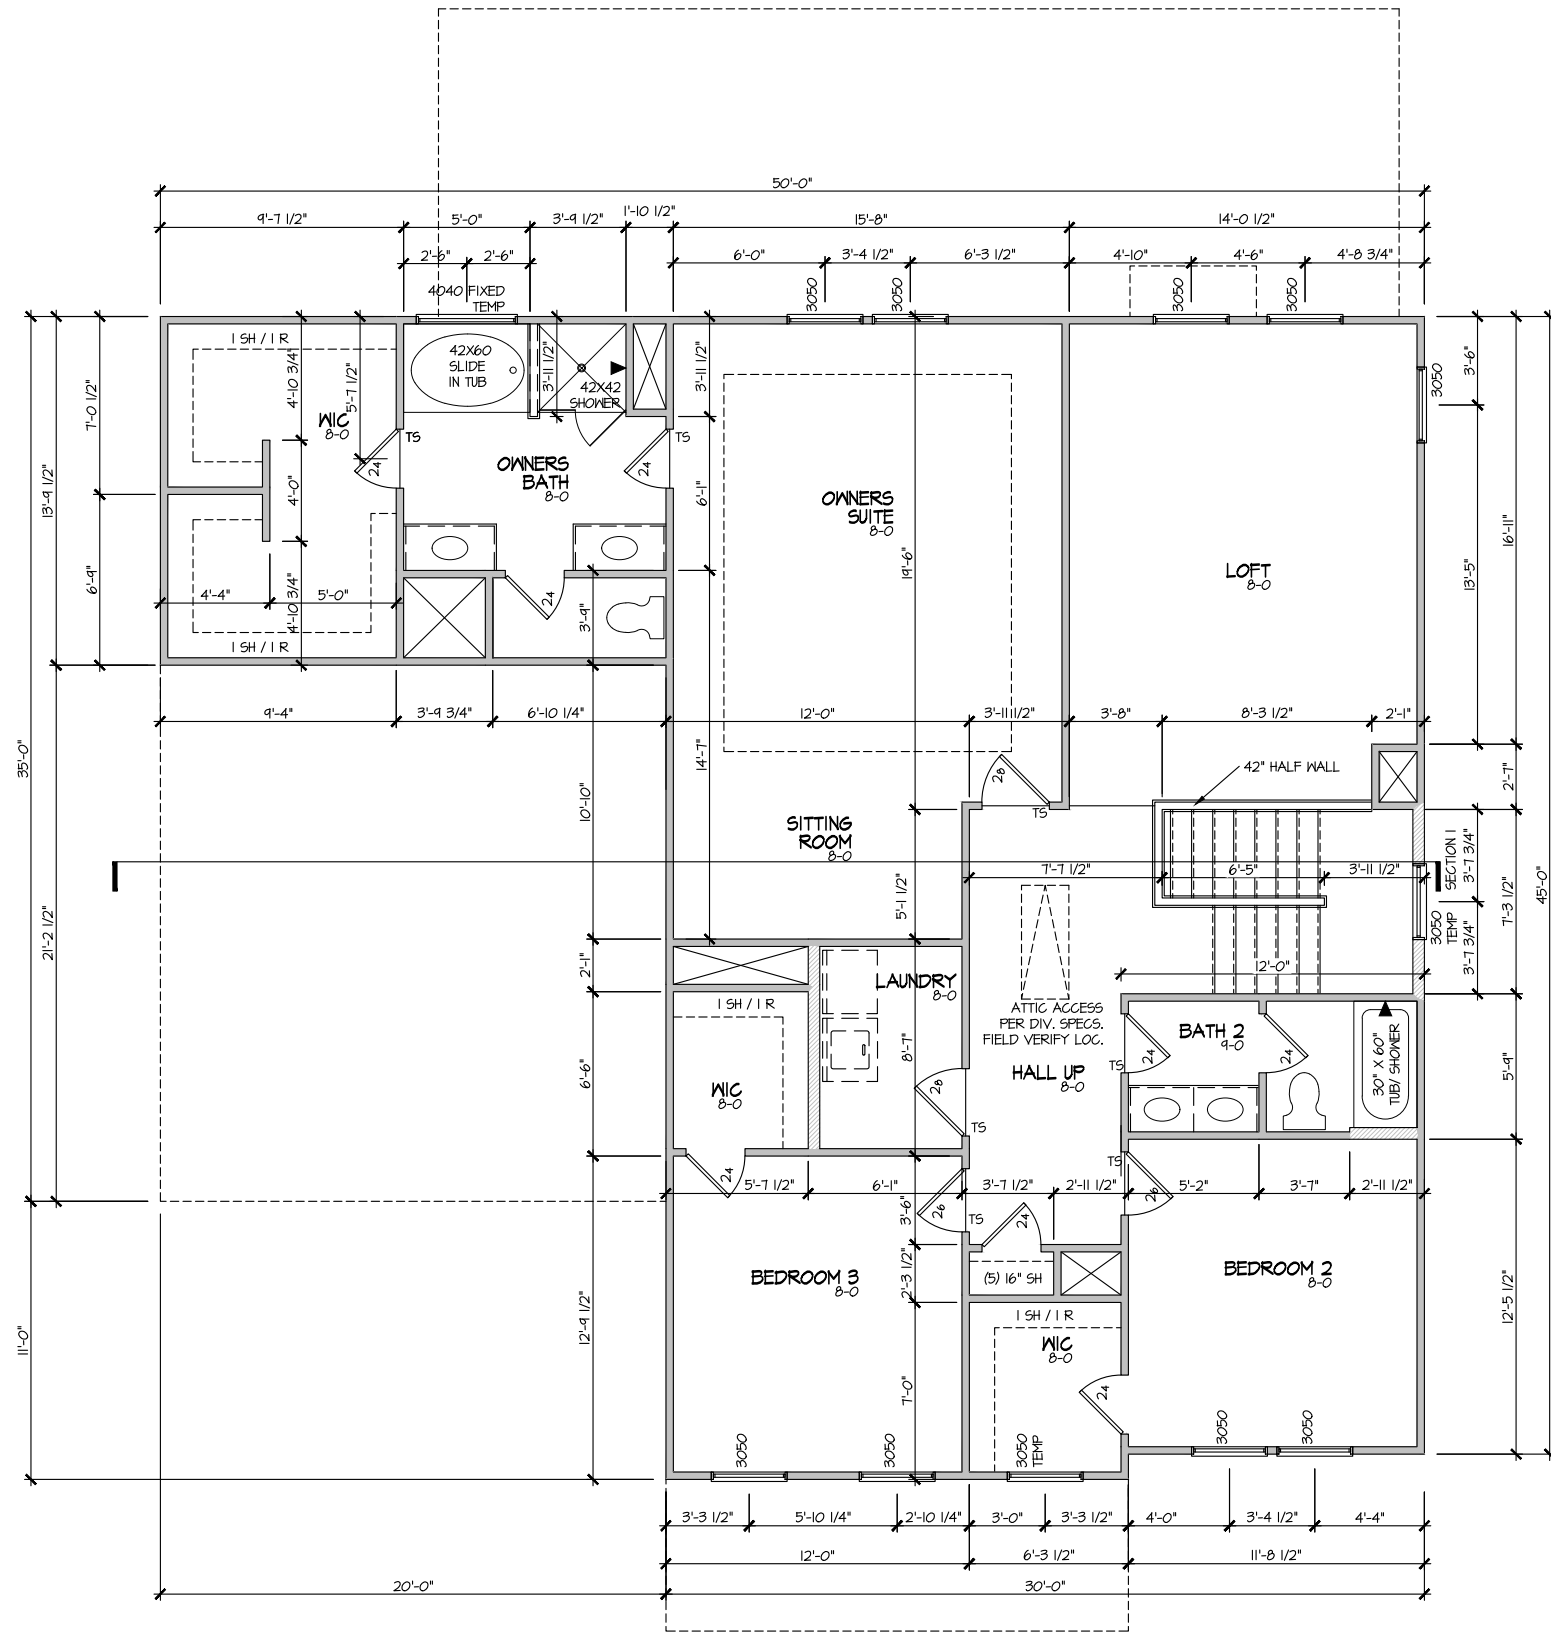 50'-0"
9'-7 1/2"
5'-0"
3'-9 1/2"
1'-10 1/2"
15'-8"
14'-0 1/2"
2'-6"
2'-6"
6'-0"
3'-4 1/2"
6'-3 1/2"
4'-10"
4'-6"
4'-8 3/4"
4040 FIXED
TEMP
3050
3050
3050
3050
1 SH / 1 R
4'-10 3/4"
5'-7 1/2"
42X60
SLIDE
IN TUB
3'-11 1/2"
42X42
SHOWER
3'-11 1/2"
3'-6"
3050
7'-0 1/2"
WIC
8-0
TS
TS
24
24
OWNERS
BATH
8-0
13'-9 1/2"
4'-0"
6'-1"
OWNERS
SUITE
8-0
19'-6"
LOFT
8-0
16'-11"
13'-5"
6'-9"
4'-4"
5'-0"
4'-10 3/4"
24
3'-9"
1 SH / 1 R
9'-4"
3'-9 3/4"
6'-10 1/4"
12'-0"
3'-11 1/2"
3'-8"
8'-3 1/2"
2'-1"
35'-0"
14'-7"
28
42" HALF WALL
2'-7"
10'-10"
TS
SITTING
ROOM
8-0
7'-7 1/2"
6'-5"
3'-11 1/2"
SECTION 1
3'-7 3/4"
21'-2 1/2"
5'-1 1/2"
3050
TEMP
3'-7 3/4"
7'-3 1/2"
45'-0"
2'-1"
12'-0"
LAUNDRY
8-0
1 SH / 1 R
ATTIC ACCESS
PER DIV. SPECS.
FIELD VERIFY LOC.
BATH 2
9-0
8'-7"
24
24
30" X 60"
TUB/ SHOWER
5'-9"
6'-6"
WIC
8-0
28
HALL UP
8-0
TS
TS
24
TS
5'-7 1/2"
6'-1"
3'-7 1/2"
2'-11 1/2"
26
5'-2"
3'-7"
2'-11 1/2"
3'-6"
26
TS
24
BEDROOM 3
8-0
2'-3 1/2"
(5) 16" SH
BEDROOM 2
8-0
11'-0"
12'-9 1/2"
12'-5 1/2"
1 SH / 1 R
WIC
8-0
7'-0"
24
3050
3050
3050
TEMP
3050
3050
3'-3 1/2"
5'-10 1/4"
2'-10 1/4"
3'-0"
3'-3 1/2"
4'-0"
3'-4 1/2"
4'-4"
12'-0"
6'-3 1/2"
11'-8 1/2"
20'-0"
30'-0"